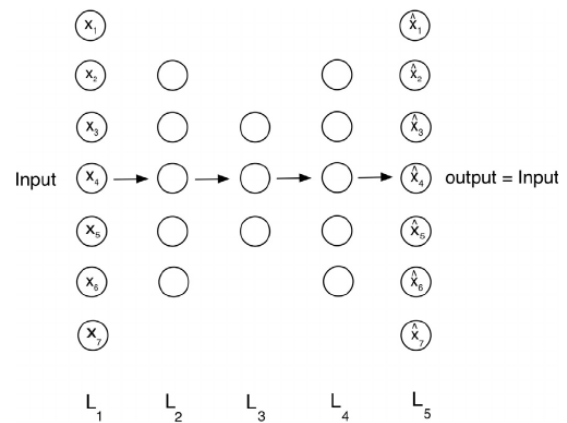 x₁ x̂₁
x₂ x̂₂
x₃ x̂₃
Input x₄ x̂₄ output = Input
x₅ x̂₅
x₆ x̂₆
x₇ x̂₇
L₁ L₂ L₃ L₄ L₅